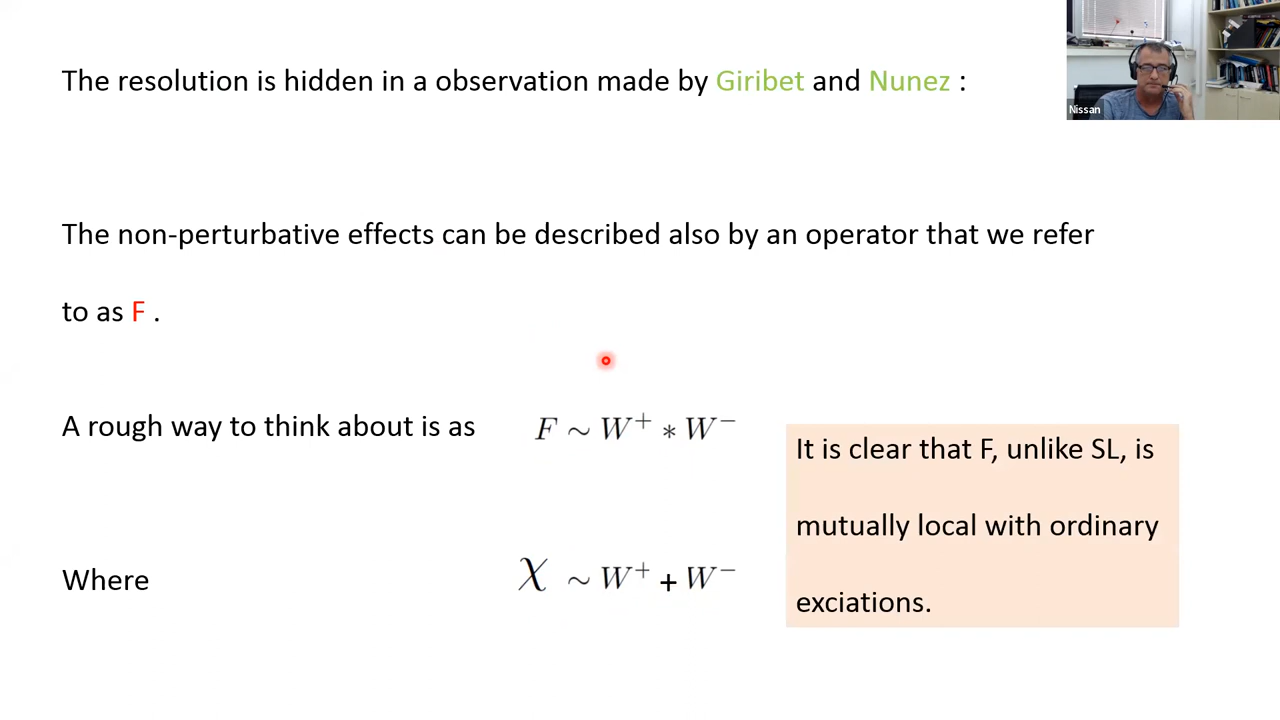 The resolution is hidden in a observation made by Giribet and Nunez :
Nissan
The non-perturbative effects can be described also by an operator that we refer
to as F .
A rough way to think about is as F ∼ W⁺ ∗ W⁻
It is clear that F, unlike SL, is
mutually local with ordinary
exciations.
Where χ ∼ W⁺ + W⁻